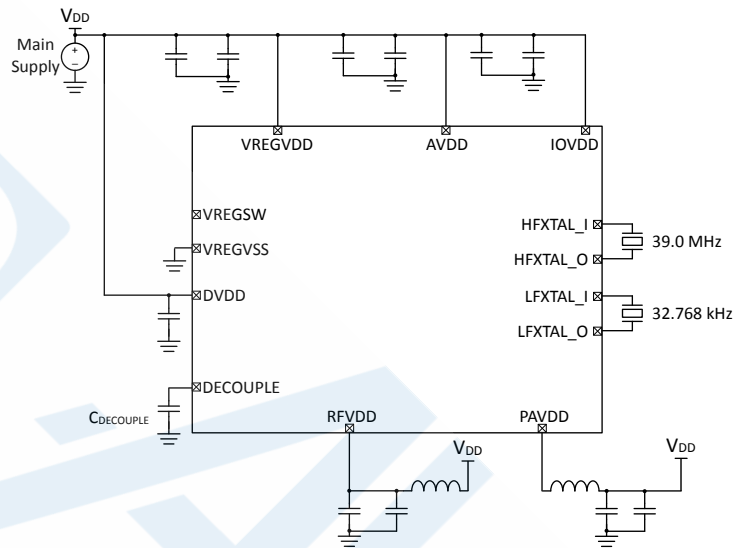 VDD
Main
Supply
+
–
VREGVDD
AVDD
IOVDD
VREGSW
HFXTAL_I
39.0 MHz
VREGVSS
HFXTAL_O
DVDD
LFXTAL_I
32.768 kHz
LFXTAL_O
DECOUPLE
CDECOUPLE
RFVDD
PAVDD
VDD
VDD